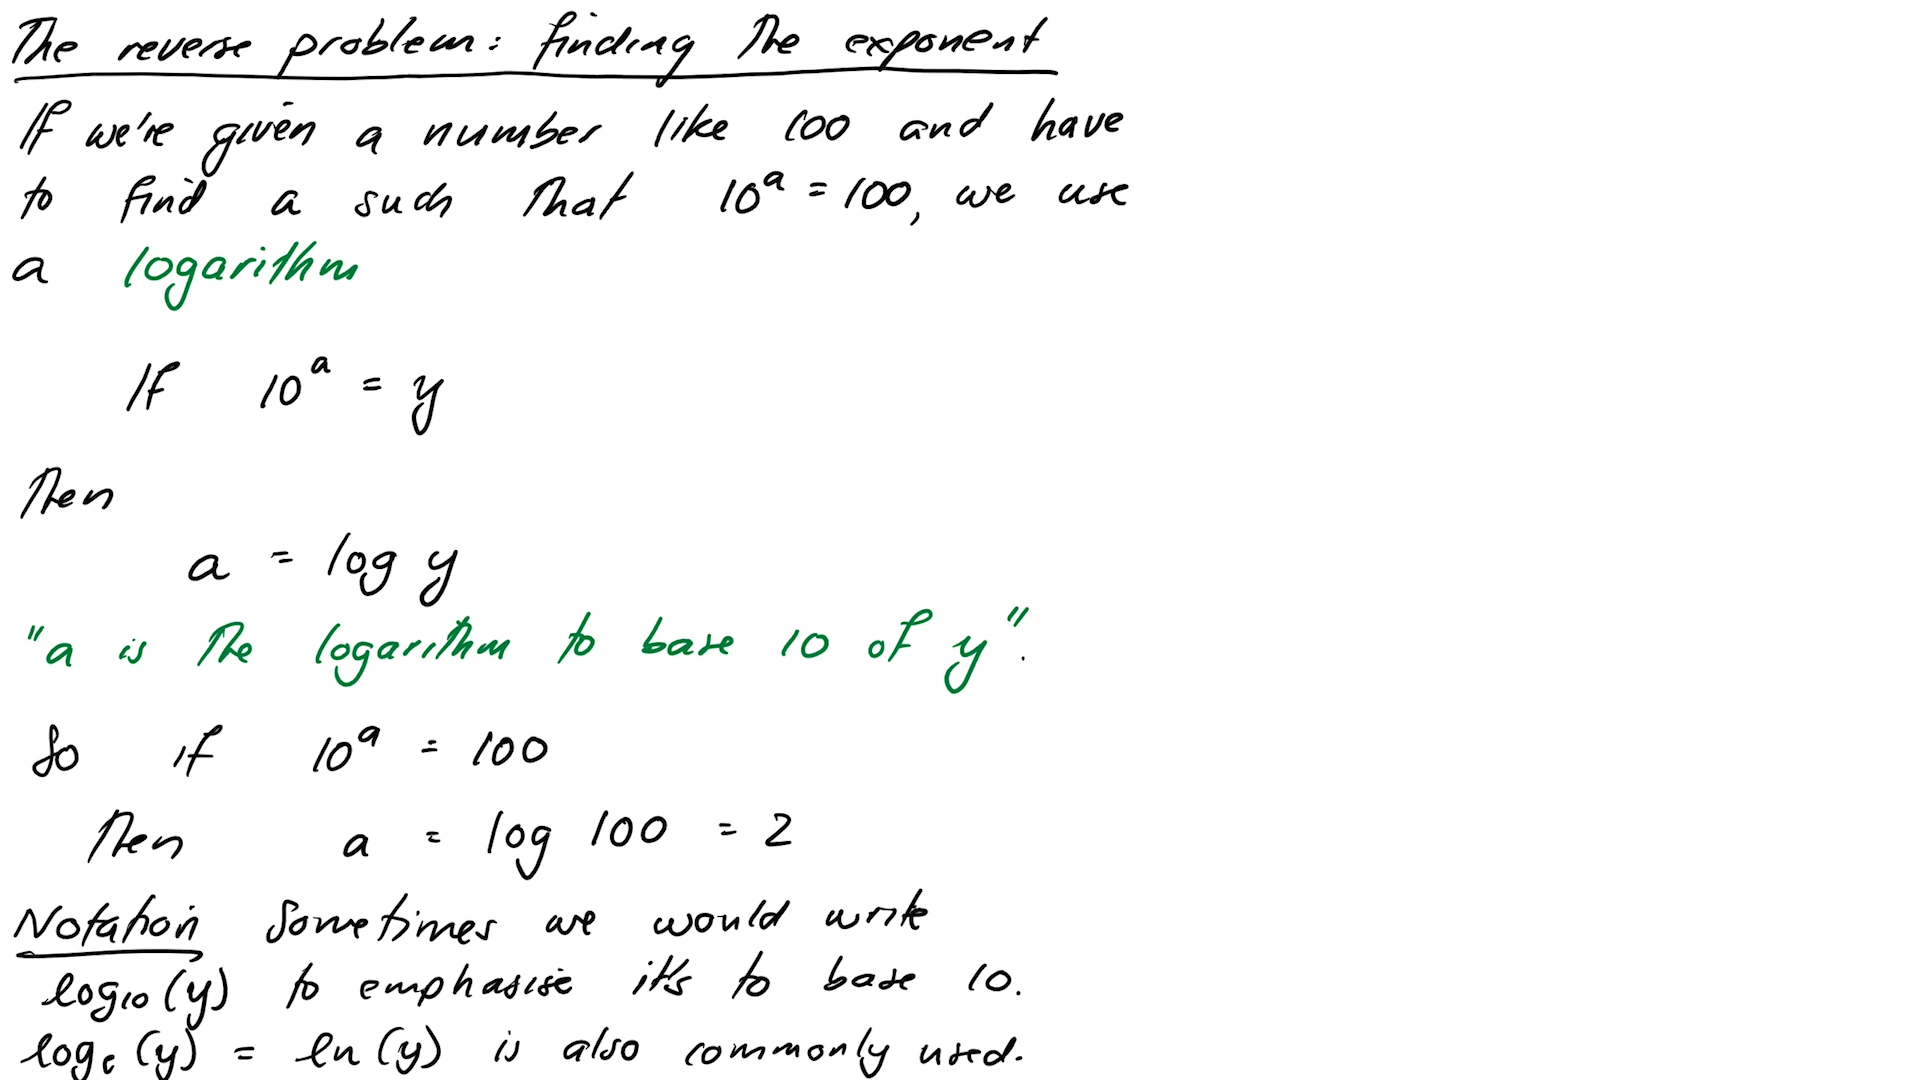 The reverse problem: finding the exponent
If we're given a number like 100 and have
to find a such that 10^a = 100, we use
a logarithm
If 10^a = y
Then
a = log y
"a is the logarithm to base 10 of y".
So if 10^a = 100
Then a = log 100 = 2
Notation Sometimes we would write
log₁₀(y) to emphasise it's to base 10.
logₑ(y) = ln(y) is also commonly used.